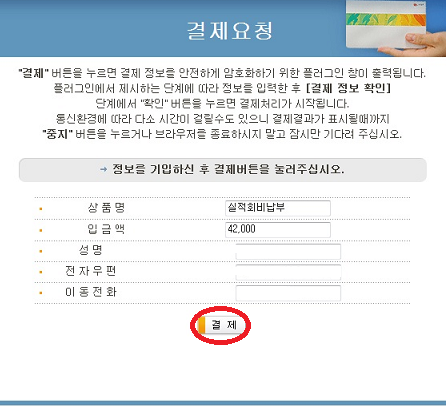 결제요청
"결제" 버튼을 누르면 결제 정보를 안전하게 암호화하기 위한 플러그인 창이 출력됩니다.
플러그인에서 제시하는 단계에 따라 정보를 입력한 후 [결제 정보 확인]
단계에서 "확인" 버튼을 누르면 결제처리가 시작됩니다.
통신환경에 따라 다소 시간이 걸릴수도 있으니 결제결과가 표시될때까지
"중지" 버튼을 누르거나 브라우저를 종료하시지 말고 잠시만 기다려 주십시오.
→ 정보를 기입하신 후 결제버튼을 눌러주십시오.
상 품 명 실적회비납부
입 금 액 42,000
성 명
전 자 우 편
이 동 전 화
결 제